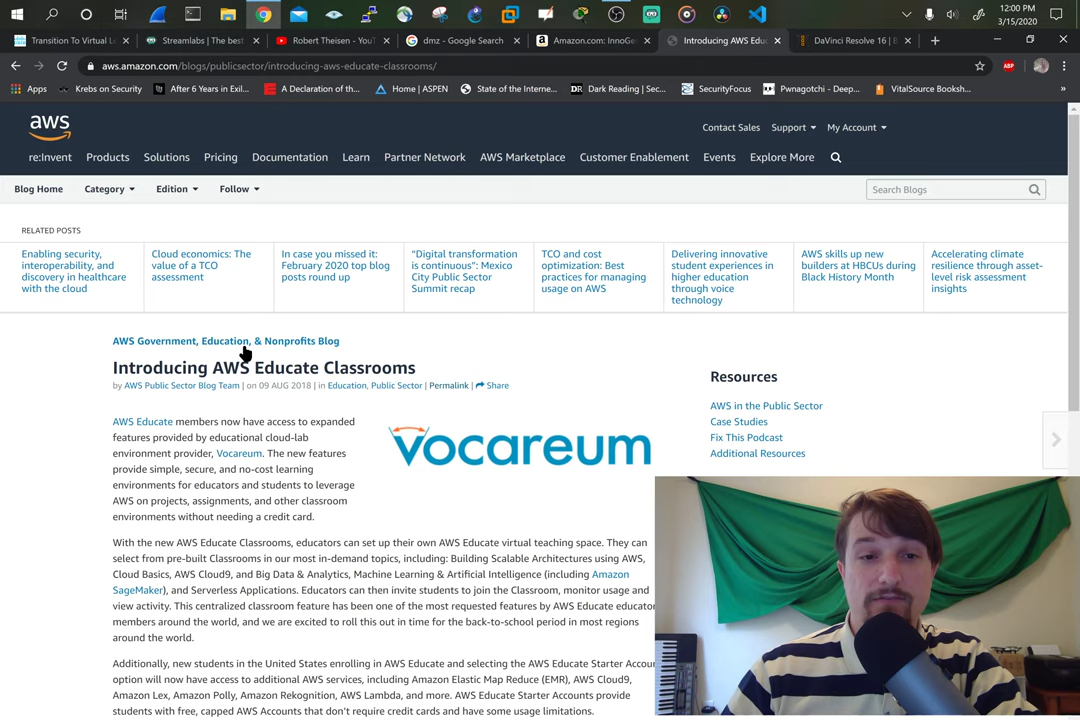 12:00 PM
3/15/2020
Transition To Virtual L
Streamlabs | The best
Robert Theisen - YouT
dmz - Google Search
Amazon.com: InnoGe
Introducing AWS Educ
DaVinci Resolve 16 | B
aws.amazon.com/blogs/publicsector/introducing-aws-educate-classrooms/
ABP
Apps
Krebs on Security
After 6 Years in Exil...
A Declaration of th...
Home | ASPEN
State of the Interne...
DR Dark Reading | Sec...
SecurityFocus
Pwnagotchi - Deep...
VitalSource Booksh...
aws
Contact Sales
Support
My Account
re:Invent
Products
Solutions
Pricing
Documentation
Learn
Partner Network
AWS Marketplace
Customer Enablement
Events
Explore More
Blog Home
Category
Edition
Follow
Search Blogs
RELATED POSTS
Enabling security,
interoperability, and
discovery in healthcare
with the cloud
Cloud economics: The
value of a TCO
assessment
In case you missed it:
February 2020 top blog
posts round up
“Digital transformation
is continuous”: Mexico
City Public Sector
Summit recap
TCO and cost
optimization: Best
practices for managing
usage on AWS
Delivering innovative
student experiences in
higher education
through voice
technology
AWS skills up new
builders at HBCUs during
Black History Month
Accelerating climate
resilience through asset-
level risk assessment
insights
AWS Government, Education, & Nonprofits Blog
Introducing AWS Educate Classrooms
by AWS Public Sector Blog Team | on 09 AUG 2018 | in Education, Public Sector | Permalink | Share
AWS Educate members now have access to expanded
features provided by educational cloud-lab
environment provider, Vocareum. The new features
provide simple, secure, and no-cost learning
environments for educators and students to leverage
AWS on projects, assignments, and other classroom
environments without needing a credit card.
vocareum
With the new AWS Educate Classrooms, educators can set up their own AWS Educate virtual teaching space. They can
select from pre-built Classrooms in our most in-demand topics, including: Building Scalable Architectures using AWS,
Cloud Basics, AWS Cloud9, and Big Data & Analytics, Machine Learning & Artificial Intelligence (including Amazon
SageMaker), and Serverless Applications. Educators can then invite students to join the Classroom, monitor usage and
view activity. This centralized classroom feature has been one of the most requested features by AWS Educate educator
members around the world, and we are excited to roll this out in time for the back-to-school period in most regions
around the world.
Additionally, new students in the United States enrolling in AWS Educate and selecting the AWS Educate Starter Accou
will now have access to additional AWS services, including Amazon Elastic Map Reduce (EMR), AWS Cloud9,
Amazon Lex, Amazon Polly, Amazon Rekognition, AWS Lambda, and more. AWS Educate Starter Accounts provide
students with free, capped AWS Accounts that don't require credit cards and have some usage limitations.
Resources
AWS in the Public Sector
Case Studies
Fix This Podcast
Additional Resources